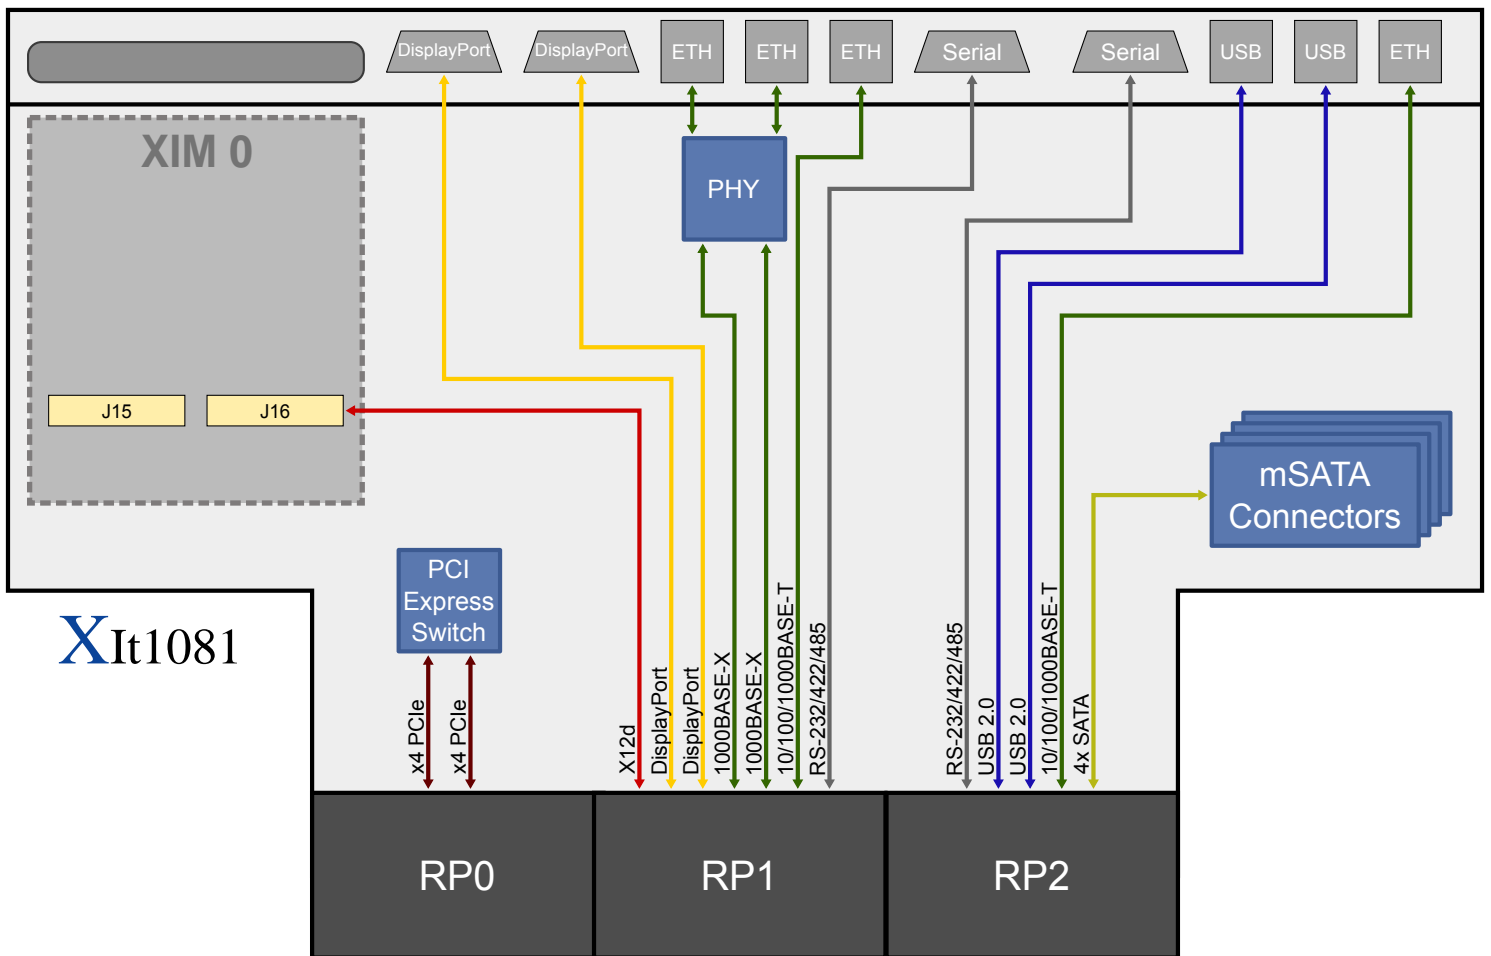 DisplayPort
DisplayPort
ETH
ETH
ETH
Serial
Serial
USB
USB
ETH
XIM 0
PHY
J15
J16
mSATA
Connectors
PCI
Express
Switch
XIt1081
x4 PCIe
x4 PCIe
X12d
DisplayPort
DisplayPort
1000BASE-X
1000BASE-X
10/100/1000BASE-T
RS-232/422/485
RS-232/422/485
USB 2.0
USB 2.0
10/100/1000BASE-T
4x SATA
RP0
RP1
RP2